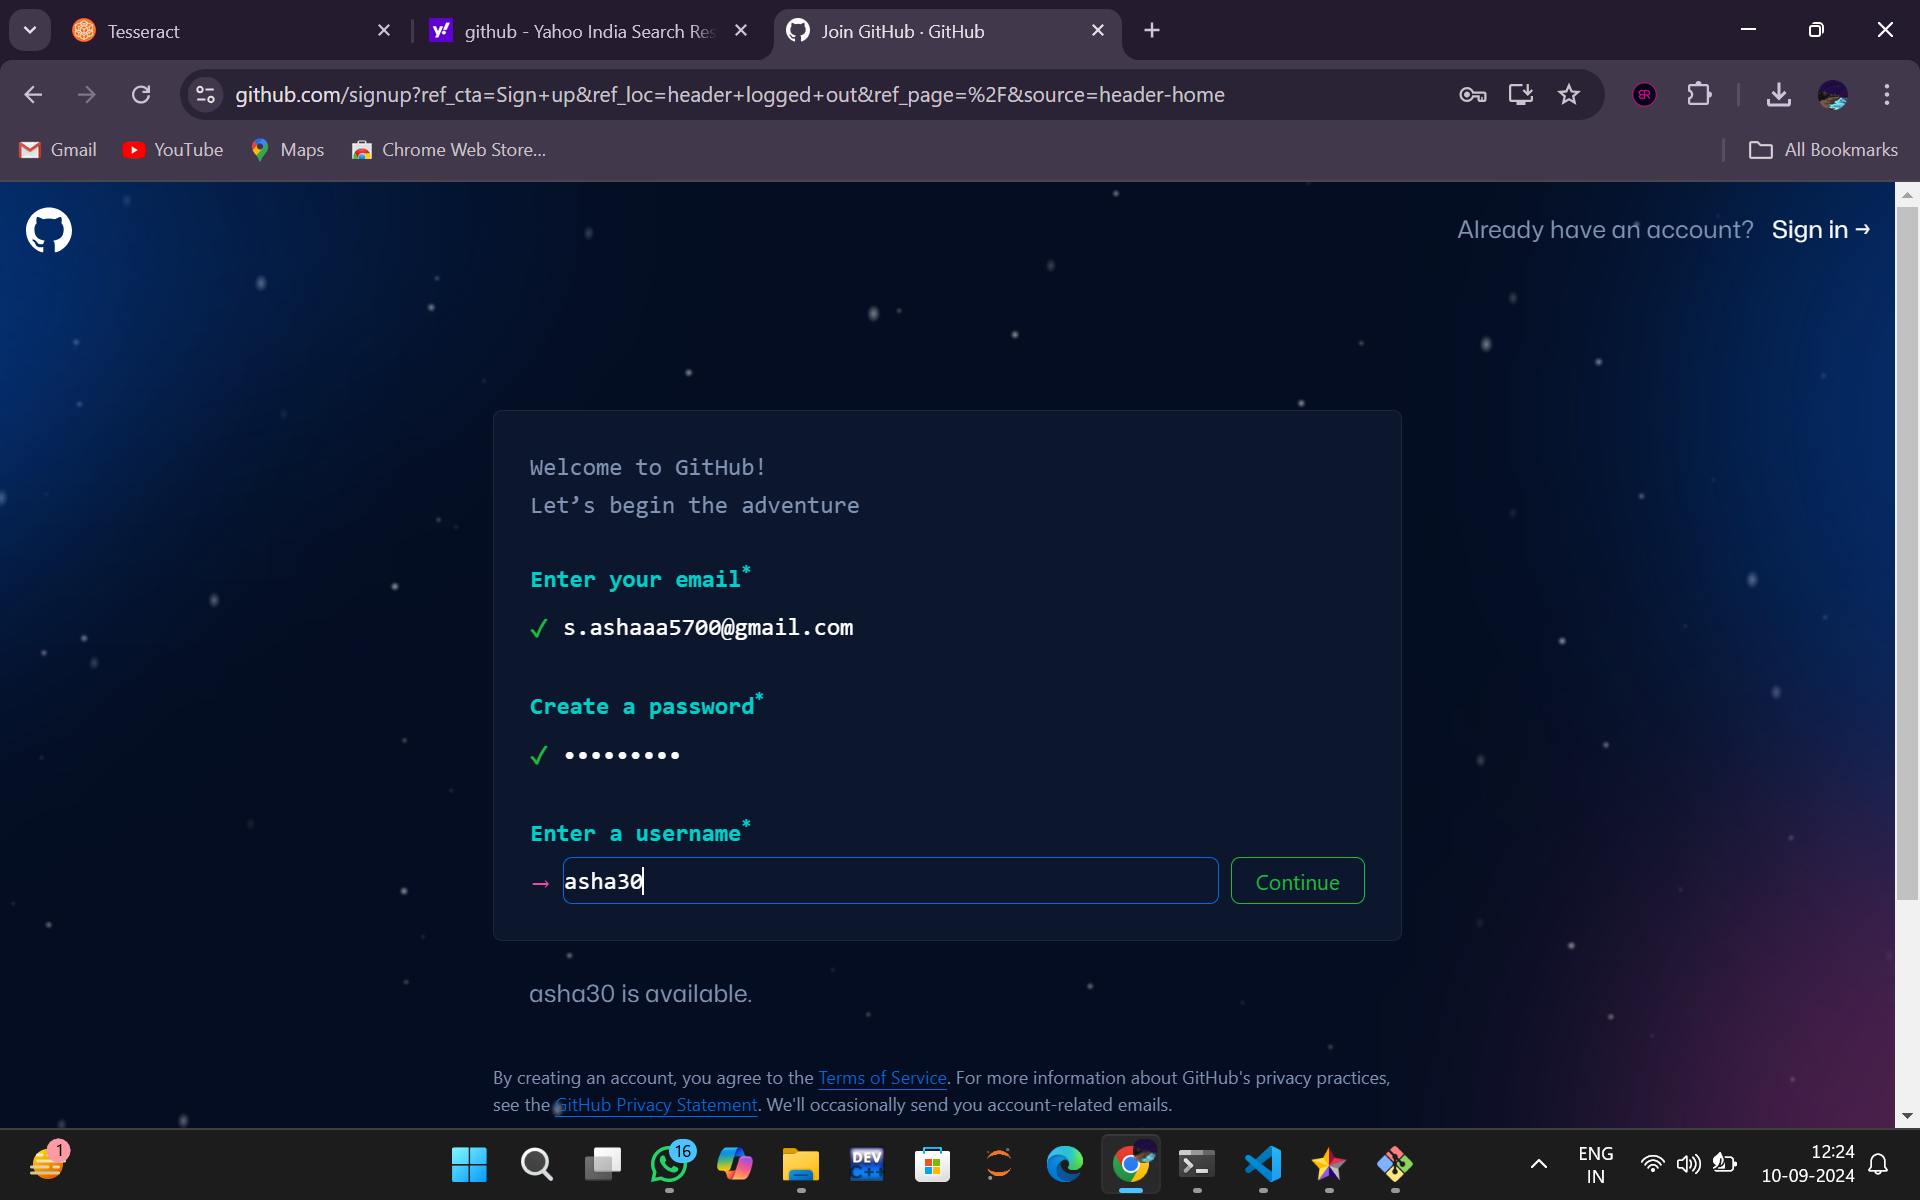 Tesseract
github - Yahoo India Search Res
Join GitHub · GitHub
github.com/signup?ref_cta=Sign+up&ref_loc=header+logged+out&ref_page=%2F&source=header-home
Gmail
YouTube
Maps
Chrome Web Store...
All Bookmarks
Already have an account? Sign in →
Welcome to GitHub!
Let’s begin the adventure
Enter your email*
✓ s.ashaaa5700@gmail.com
Create a password*
✓ •••••••••
Enter a username*
→ asha30
Continue
asha30 is available.
By creating an account, you agree to the Terms of Service. For more information about GitHub's privacy practices,
see the GitHub Privacy Statement. We'll occasionally send you account-related emails.
1
16
DEV
C++
ENG
IN
12:24
10-09-2024